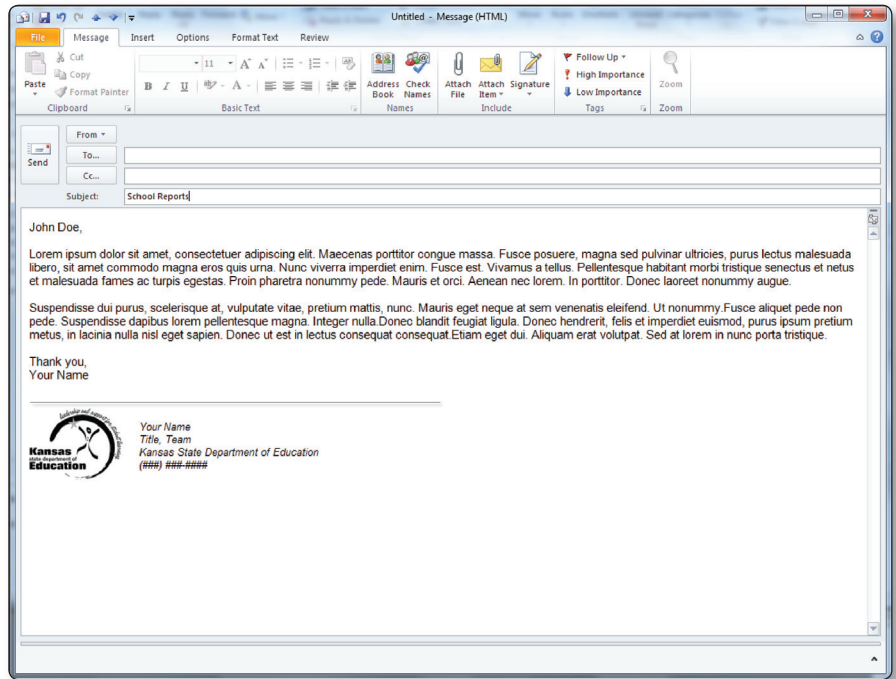 Untitled - Message (HTML)
File Message Insert Options Format Text Review
Paste
Cut
Copy
Format Painter
Clipboard
11
A A
B I U
A
Basic Text
Address Book
Check Names
Names
Attach File
Attach Item
Signature
Include
Follow Up
High Importance
Low Importance
Tags
Zoom
Zoom
Send
From
To...
Cc...
Subject: School Reports
John Doe,
Lorem ipsum dolor sit amet, consectetuer adipiscing elit. Maecenas porttitor congue massa. Fusce posuere, magna sed pulvinar ultricies, purus lectus malesuada
libero, sit amet commodo magna eros quis urna. Nunc viverra imperdiet enim. Fusce est. Vivamus a tellus. Pellentesque habitant morbi tristique senectus et netus
et malesuada fames ac turpis egestas. Proin pharetra nonummy pede. Mauris et orci. Aenean nec lorem. In porttitor. Donec laoreet nonummy augue.
Suspendisse dui purus, scelerisque at, vulputate vitae, pretium mattis, nunc. Mauris eget neque at sem venenatis eleifend. Ut nonummy.Fusce aliquet pede non
pede. Suspendisse dapibus lorem pellentesque magna. Integer nulla.Donec blandit feugiat ligula. Donec hendrerit, felis et imperdiet euismod, purus ipsum pretium
metus, in lacinia nulla nisl eget sapien. Donec ut est in lectus consequat consequat.Etiam eget dui. Aliquam erat volutpat. Sed at lorem in nunc porta tristique.
Thank you,
Your Name
leadership and support for student learning
Kansas
state department of
Education
Your Name
Title, Team
Kansas State Department of Education
(###) ###-####